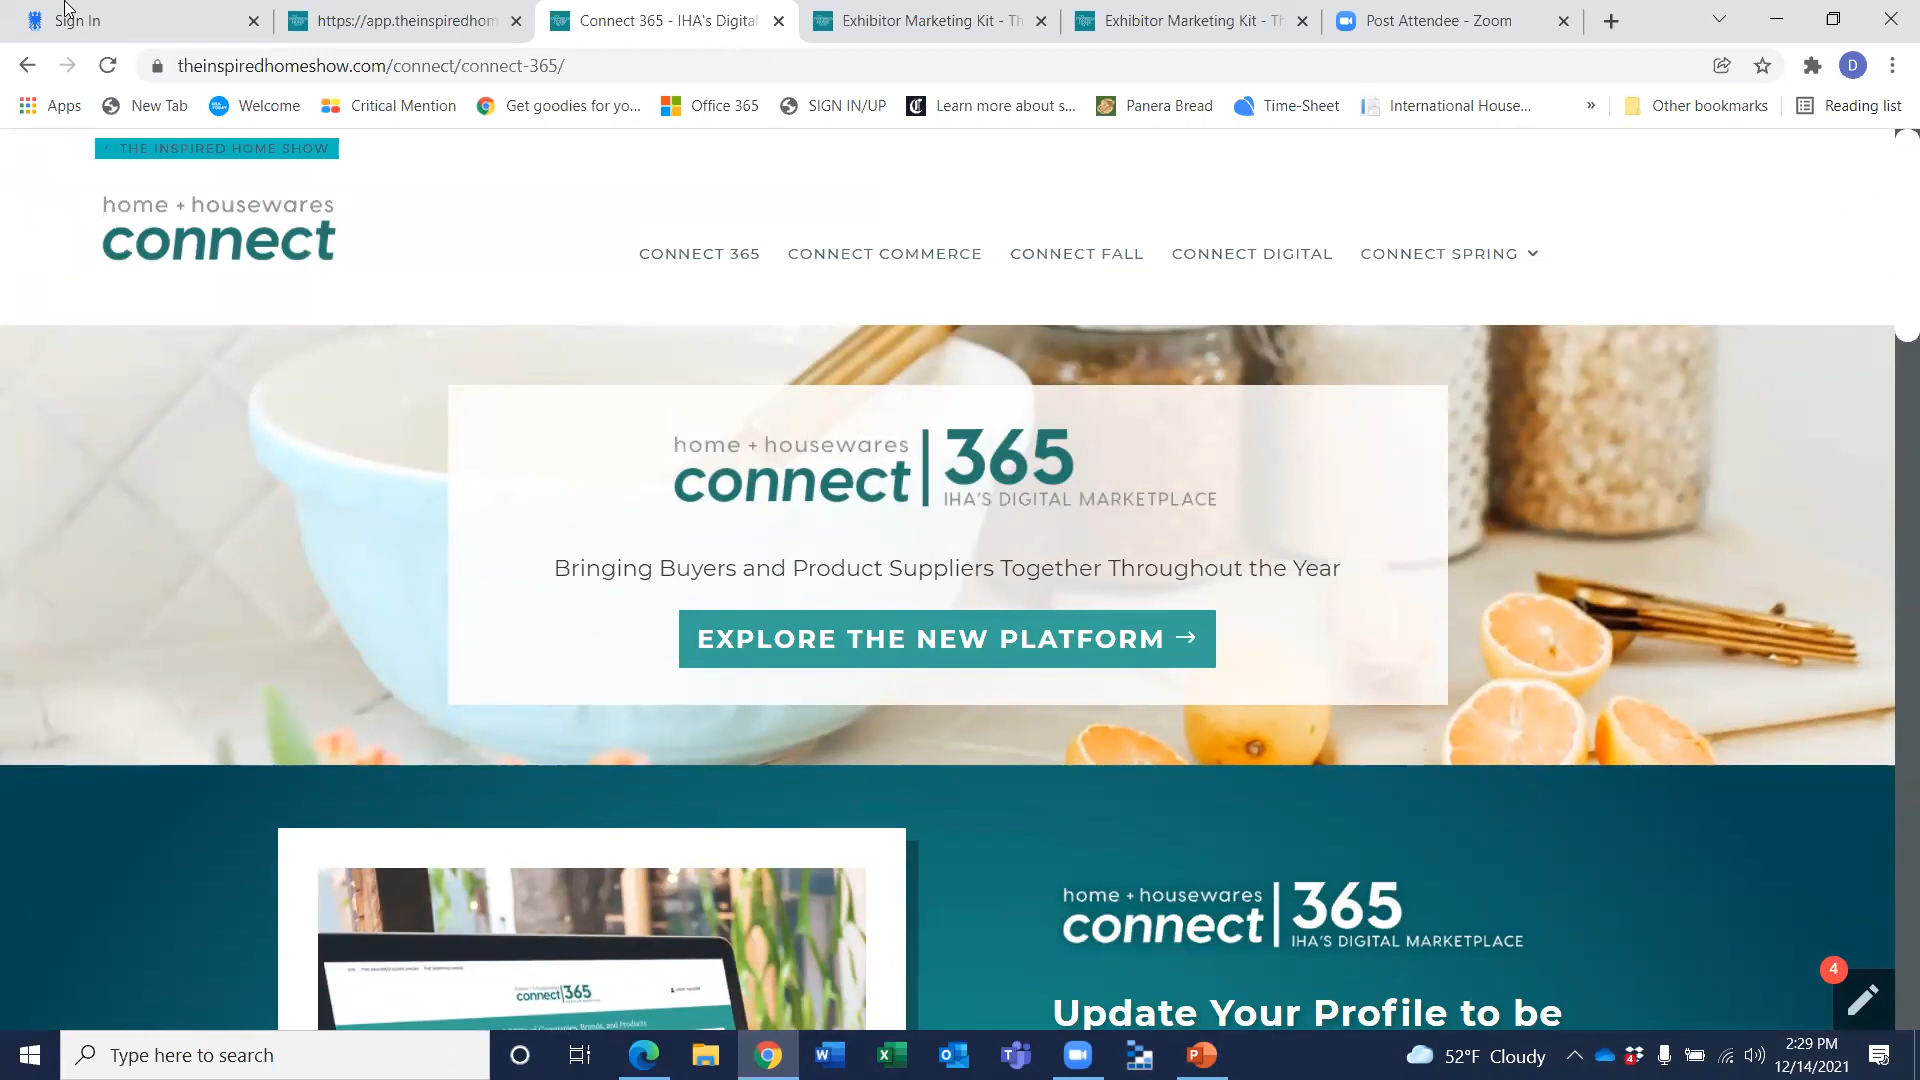 Sign In
https://app.theinspiredhom
Connect 365 - IHA's Digital
Exhibitor Marketing Kit - Th
Exhibitor Marketing Kit - Th
Post Attendee - Zoom
theinspiredhomeshow.com/connect/connect-365/
D
Apps
New Tab
Welcome
Critical Mention
Get goodies for yo...
Office 365
SIGN IN/UP
Learn more about s...
Panera Bread
Time-Sheet
International House...
»
Other bookmarks
Reading list
THE INSPIRED HOME SHOW
home + housewares
connect
CONNECT 365
CONNECT COMMERCE
CONNECT FALL
CONNECT DIGITAL
CONNECT SPRING
home + housewares
connect | 365
IHA'S DIGITAL MARKETPLACE
Bringing Buyers and Product Suppliers Together Throughout the Year
EXPLORE THE NEW PLATFORM →
home + housewares
connect | 365
IHA'S DIGITAL MARKETPLACE
connect|365
4
Update Your Profile to be
Type here to search
52°F Cloudy
2:29 PM
12/14/2021